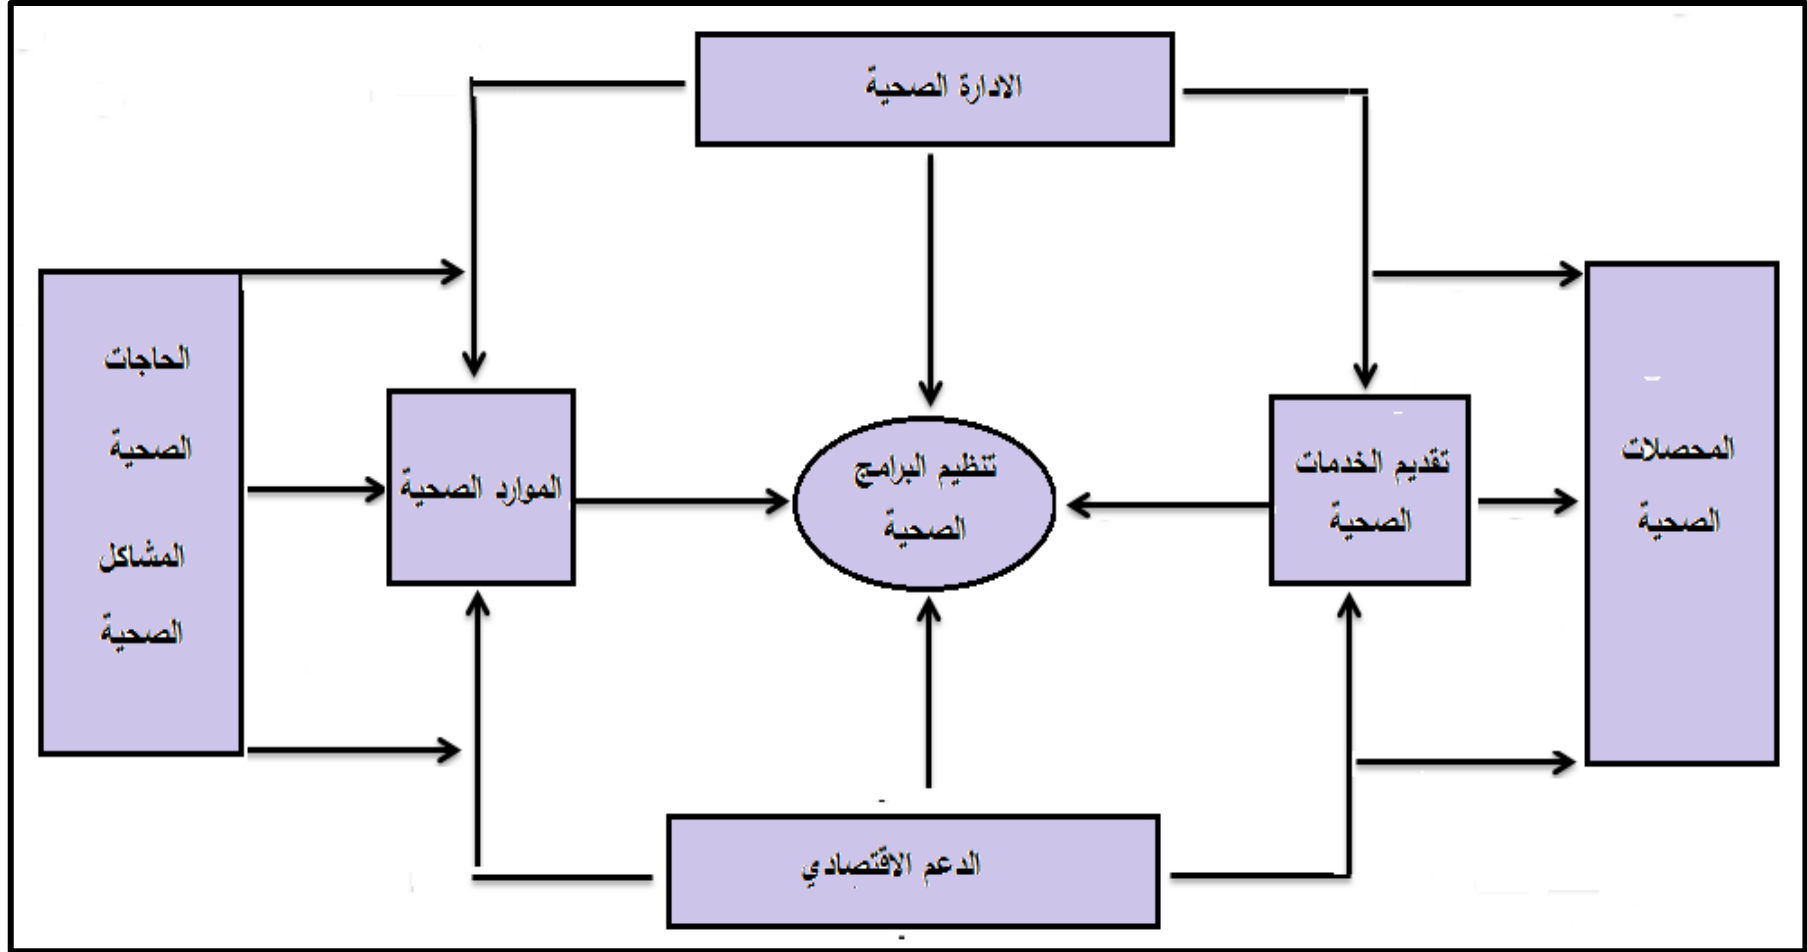 الادارة الصحية
الحاجات
الصحية
المشاكل
الصحية
الموارد الصحية
تنظيم البرامج
الصحية
تقديم الخدمات
الصحية
المحصلات
الصحية
الدعم الاقتصادي